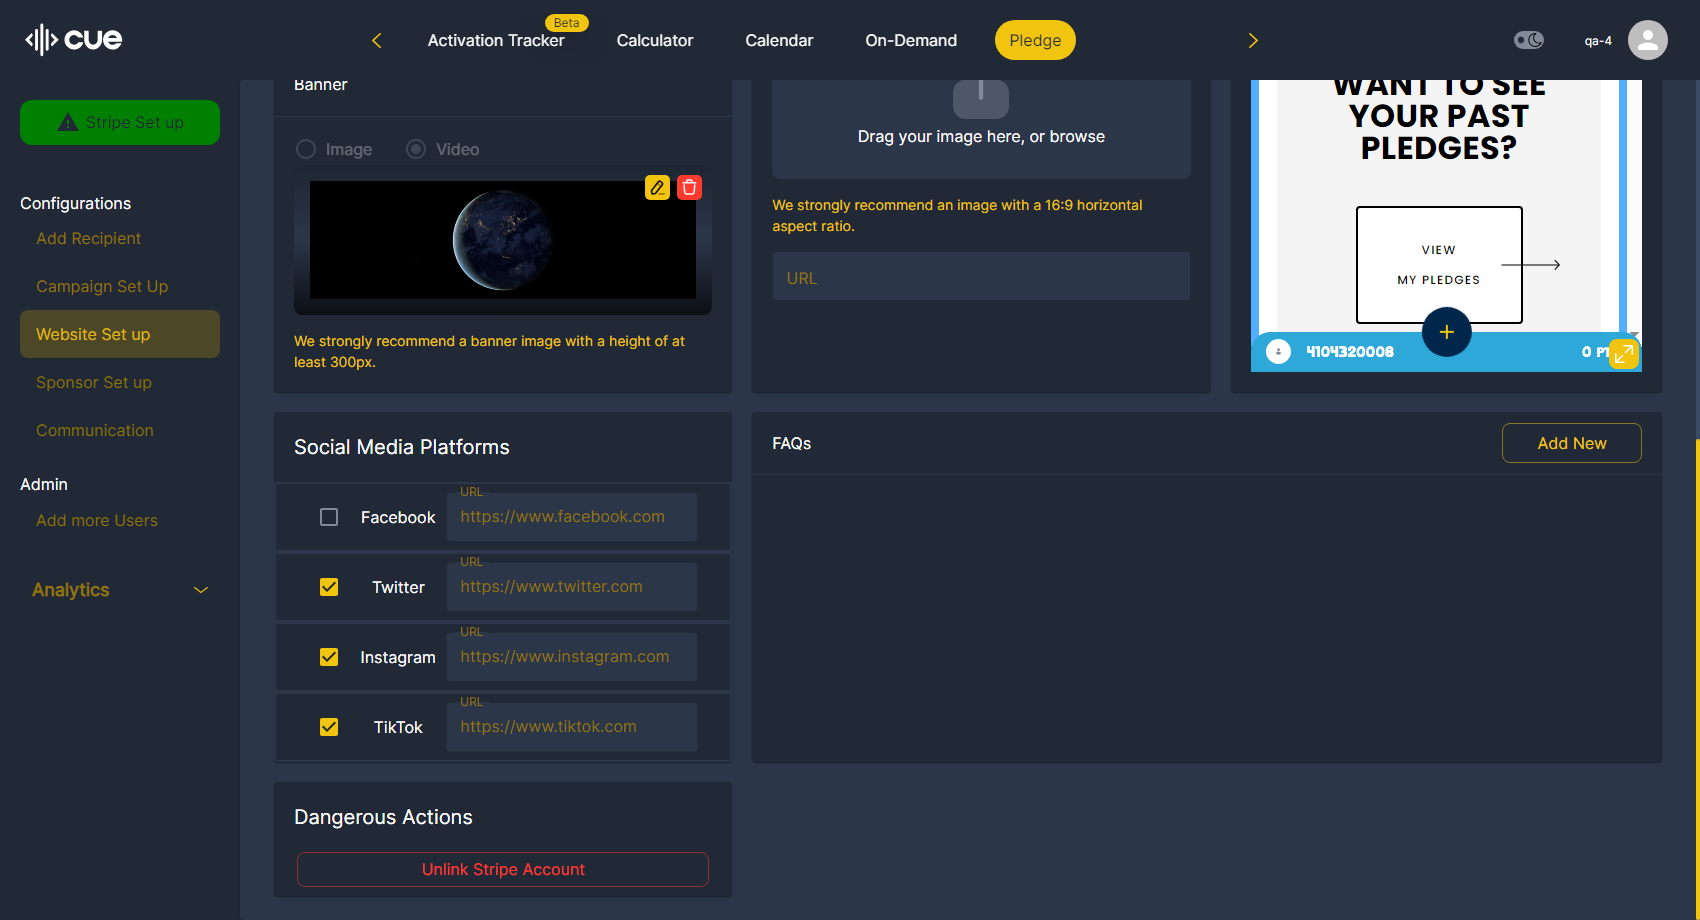 cue
Activation Tracker
Beta
Calculator
Calendar
On-Demand
Pledge
qa-4
Stripe Set up
Configurations
Add Recipient
Campaign Set Up
Website Set up
Sponsor Set up
Communication
Admin
Add more Users
Analytics
Banner
Image
Video
We strongly recommend a banner image with a height of at
least 300px.
Drag your image here, or browse
We strongly recommend an image with a 16:9 horizontal
aspect ratio.
URL
WANT TO SEE
YOUR PAST
PLEDGES?
VIEW
MY PLEDGES
4104320008
0 PT
Social Media Platforms
Facebook
URL
https://www.facebook.com
Twitter
URL
https://www.twitter.com
Instagram
URL
https://www.instagram.com
TikTok
URL
https://www.tiktok.com
FAQs
Add New
Dangerous Actions
Unlink Stripe Account